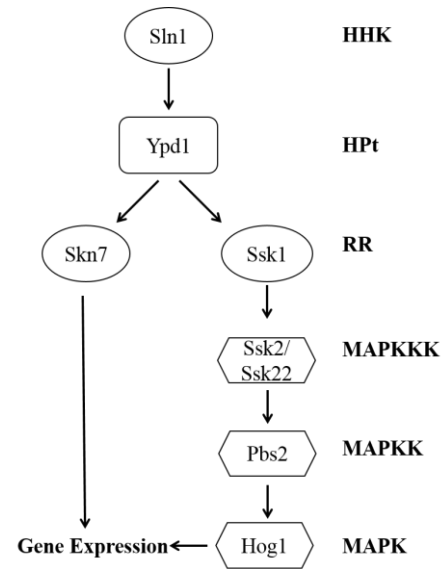 Sln1 HHK
Ypd1 HPt
Skn7 Ssk1 RR
Ssk2/
Ssk22 MAPKKK
Pbs2 MAPKK
Gene Expression Hog1 MAPK